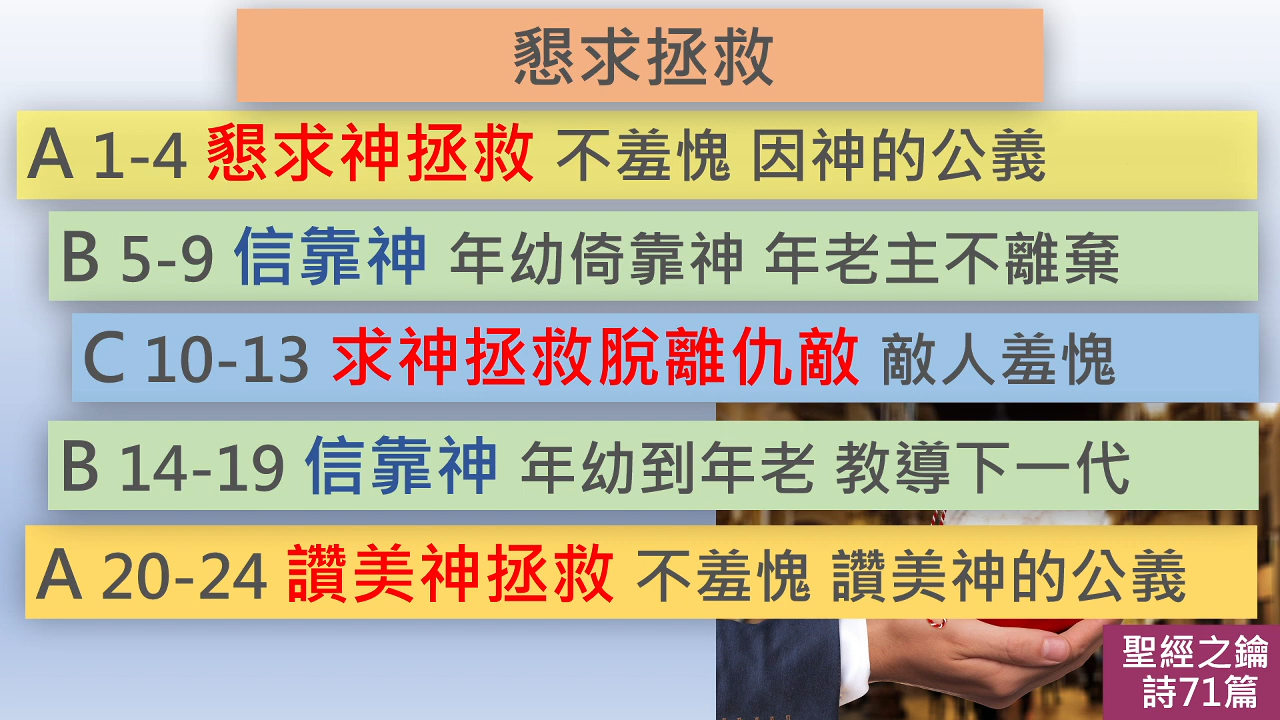 懇求拯救
A 1-4 懇求神拯救 不羞愧 因神的公義
B 5-9 信靠神 年幼倚靠神 年老主不離棄
C 10-13 求神拯救脫離仇敵 敵人羞愧
B 14-19 信靠神 年幼到年老 教導下一代
A 20-24 讚美神拯救 不羞愧 讚美神的公義
聖經之鑰
詩71篇